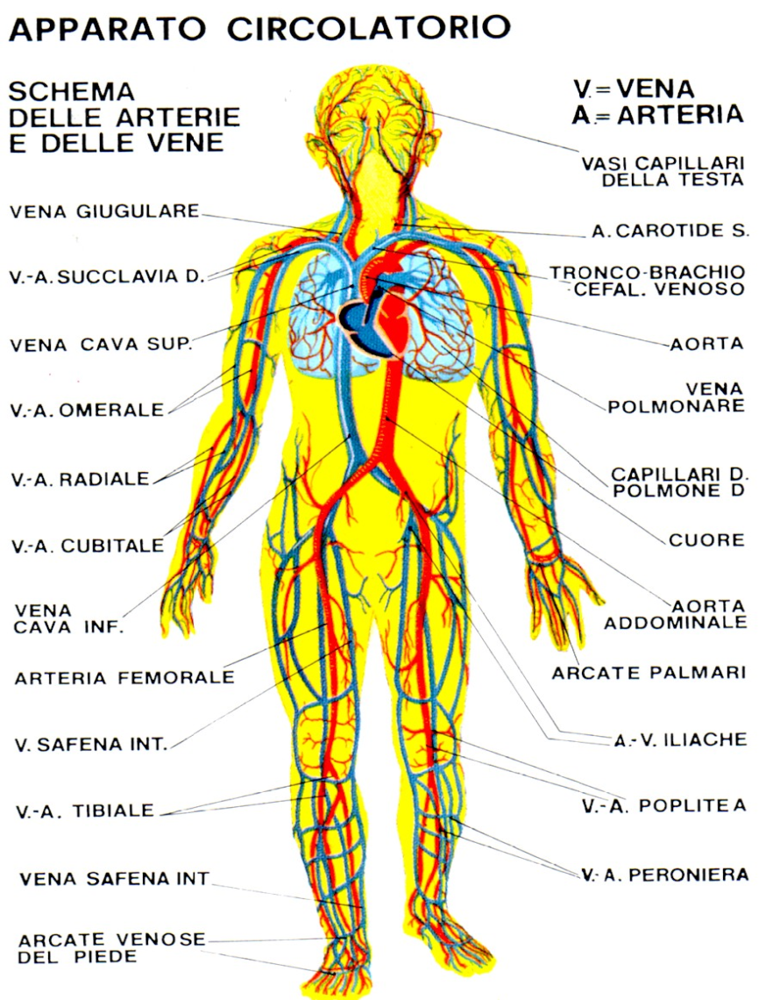 APPARATO CIRCOLATORIO
SCHEMA
DELLE ARTERIE
E DELLE VENE
V.=VENA
A.=ARTERIA
VENA GIUGULARE
V.-A. SUCCLAVIA D.
VENA CAVA SUP.
V.-A. OMERALE
V.-A. RADIALE
V.-A. CUBITALE
VENA
CAVA INF.
ARTERIA FEMORALE
V. SAFENA INT.
V.-A. TIBIALE
VENA SAFENA INT
ARCATE VENOSE
DEL PIEDE
VASI CAPILLARI
DELLA TESTA
A. CAROTIDE S.
TRONCO-BRACHIO
-CEFAL. VENOSO
AORTA
VENA
POLMONARE
CAPILLARI D.
POLMONE D
CUORE
AORTA
ADDOMINALE
ARCATE PALMARI
A.-V. ILIACHE
V.-A. POPLITEA
V.-A. PERONIERA